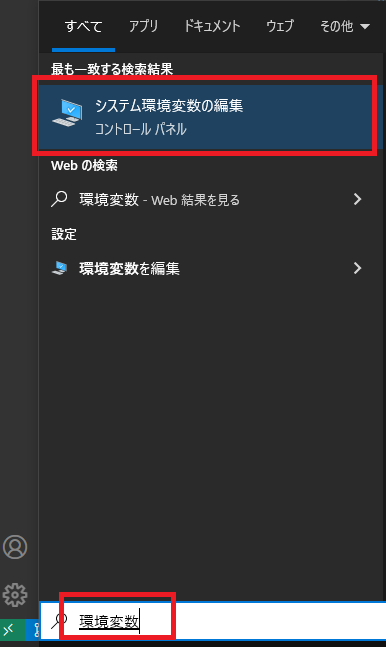 すべて アプリ ドキュメント ウェブ その他
最も一致する検索結果
システム環境変数の編集
コントロール パネル
Web の検索
環境変数 - Web 結果を見る
設定
環境変数を編集
環境変数